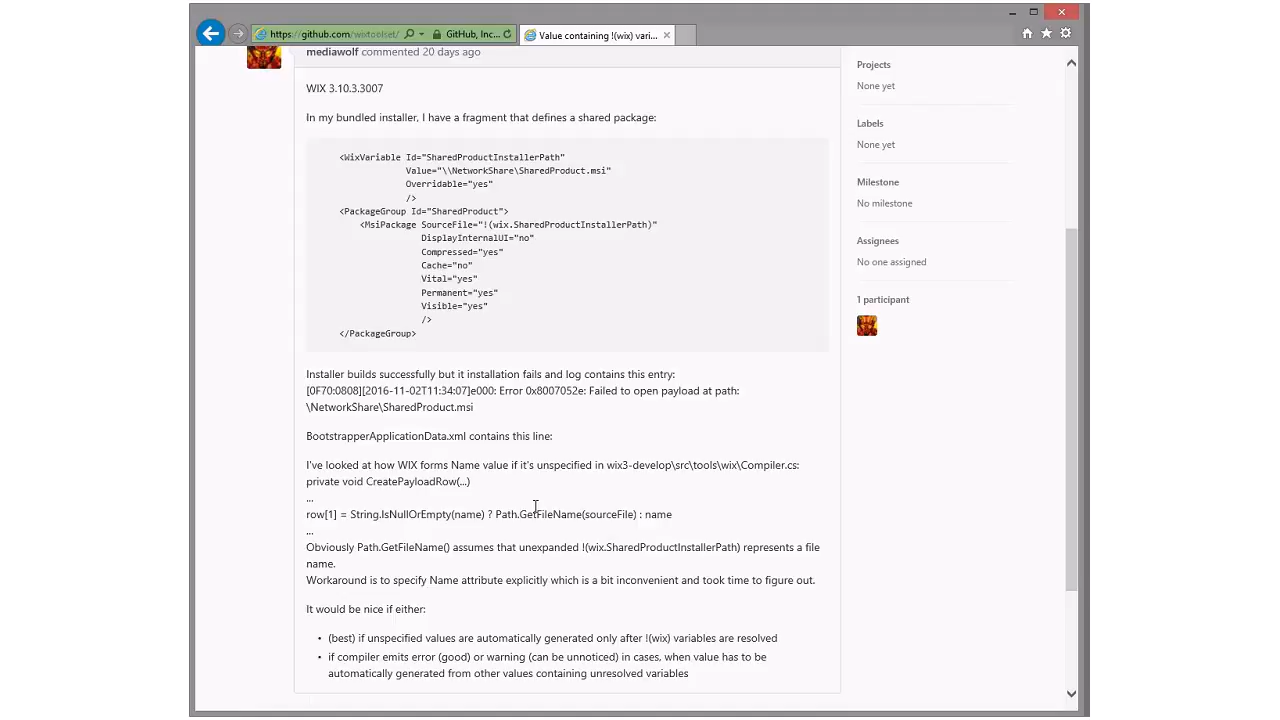 https://github.com/wixtoolset/
GitHub, Inc...
Value containing !(wix) vari...
mediawolf commented 20 days ago
WIX 3.10.3.3007
In my bundled installer, I have a fragment that defines a shared package:
<WixVariable Id="SharedProductInstallerPath"
Value="\\NetworkShare\SharedProduct.msi"
Overridable="yes"
/>
<PackageGroup Id="SharedProduct">
<MsiPackage SourceFile="!(wix.SharedProductInstallerPath)"
DisplayInternalUI="no"
Compressed="yes"
Cache="no"
Vital="yes"
Permanent="yes"
Visible="yes"
/>
</PackageGroup>
Installer builds successfully but it installation fails and log contains this entry:
[0F70:0808][2016-11-02T11:34:07]e000: Error 0x8007052e: Failed to open payload at path:
\NetworkShare\SharedProduct.msi
BootstrapperApplicationData.xml contains this line:
I've looked at how WIX forms Name value if it's unspecified in wix3-develop\src\tools\wix\Compiler.cs:
private void CreatePayloadRow(...)
...
row[1] = String.IsNullOrEmpty(name) ? Path.GetFileName(sourceFile) : name
...
Obviously Path.GetFileName() assumes that unexpanded !(wix.SharedProductInstallerPath) represents a file
name.
Workaround is to specify Name attribute explicitly which is a bit inconvenient and took time to figure out.
It would be nice if either:
• (best) if unspecified values are automatically generated only after !(wix) variables are resolved
• if compiler emits error (good) or warning (can be unnoticed) in cases, when value has to be
automatically generated from other values containing unresolved variables
Projects
None yet
Labels
None yet
Milestone
No milestone
Assignees
No one assigned
1 participant